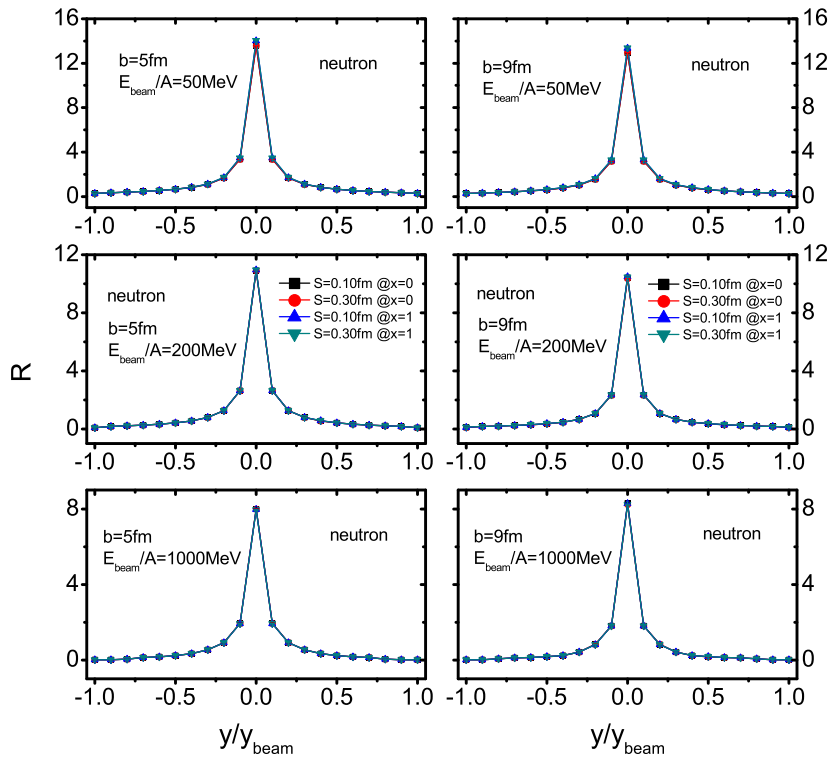 16
12
8
4
0
b=5fm
E_beam/A=50MeV
neutron
-1.0 -0.5 0.0 0.5 1.0
b=9fm
E_beam/A=50MeV
neutron
16
12
8
4
0
-1.0 -0.5 0.0 0.5 1.0
R
12
8
4
0
neutron
b=5fm
E_beam/A=200MeV
S=0.10fm @x=0
S=0.30fm @x=0
S=0.10fm @x=1
S=0.30fm @x=1
-1.0 -0.5 0.0 0.5 1.0
neutron
b=9fm
E_beam/A=200MeV
S=0.10fm @x=0
S=0.30fm @x=0
S=0.10fm @x=1
S=0.30fm @x=1
12
8
4
0
-1.0 -0.5 0.0 0.5 1.0
8
4
0
b=5fm
E_beam/A=1000MeV
neutron
-1.0 -0.5 0.0 0.5 1.0
y/y_beam
b=9fm
E_beam/A=1000MeV
neutron
8
4
0
-1.0 -0.5 0.0 0.5 1.0
y/y_beam